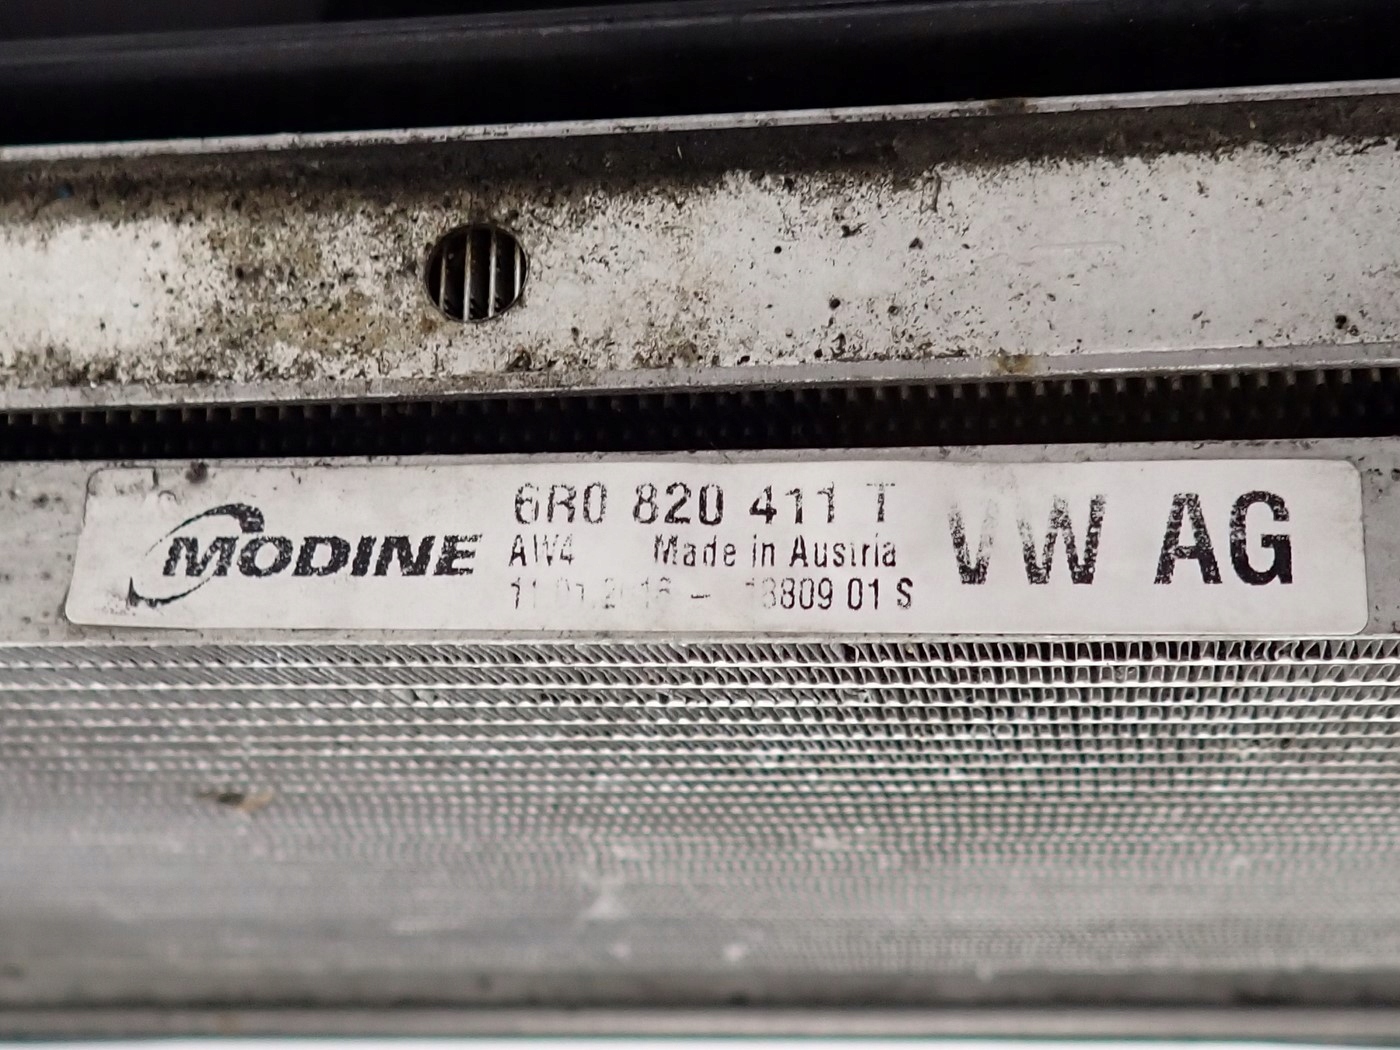 MODINE
6R0 820 411 T
AW4 Made in Austria
- 01 S
VW AG